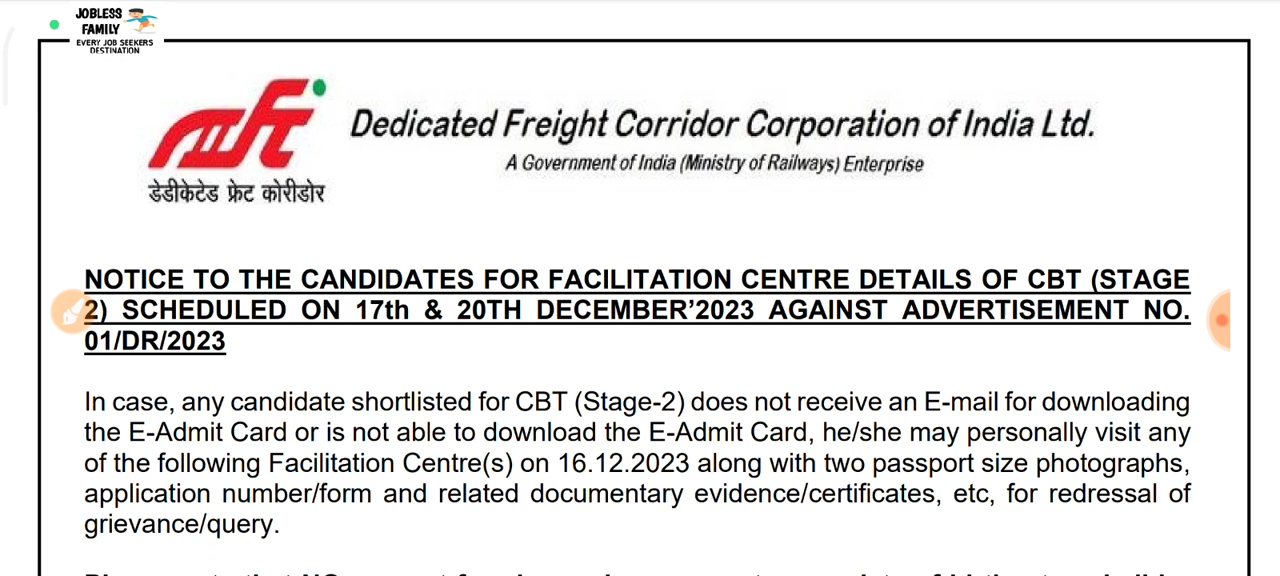 JOBLESS
FAMILY
EVERY JOB SEEKERS
DESTINATION
Dedicated Freight Corridor Corporation of India Ltd.
A Government of India (Ministry of Railways) Enterprise
डेडीकेटेड फ्रेट कोरीडोर
NOTICE TO THE CANDIDATES FOR FACILITATION CENTRE DETAILS OF CBT (STAGE
2) SCHEDULED ON 17th & 20TH DECEMBER’2023 AGAINST ADVERTISEMENT NO.
01/DR/2023
In case, any candidate shortlisted for CBT (Stage-2) does not receive an E-mail for downloading
the E-Admit Card or is not able to download the E-Admit Card, he/she may personally visit any
of the following Facilitation Centre(s) on 16.12.2023 along with two passport size photographs,
application number/form and related documentary evidence/certificates, etc, for redressal of
grievance/query.